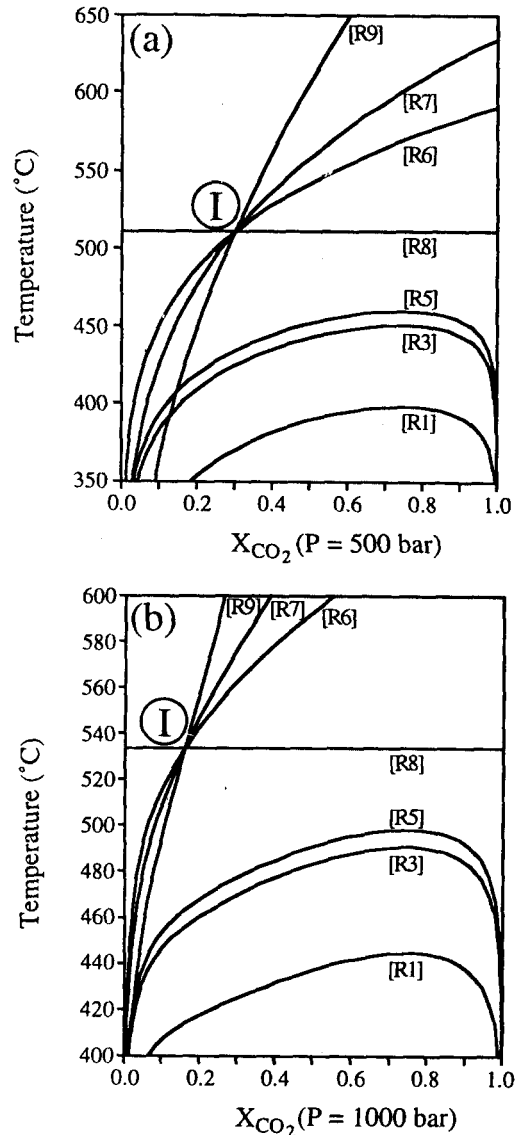 (a)
650
600
550
500
450
400
350
Temperature (˚C)
[R9]
[R7]
[R6]
I
[R8]
[R5]
[R3]
[R1]
0.0 0.2 0.4 0.6 0.8 1.0
XCO2 (P = 500 bar)
(b)
600
580
560
540
520
500
480
460
440
420
400
Temperature (˚C)
[R9] [R7] [R6]
I
[R8]
[R5]
[R3]
[R1]
0.0 0.2 0.4 0.6 0.8 1.0
XCO2 (P = 1000 bar)